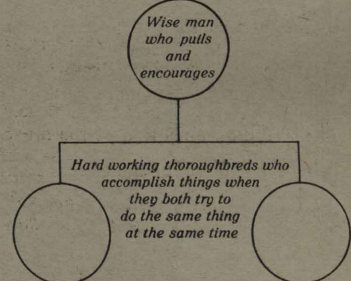 Wise man
who pulls
and
encourages
Hard working thoroughbreds who
accomplish things when
they both try to
do the same thing
at the same time